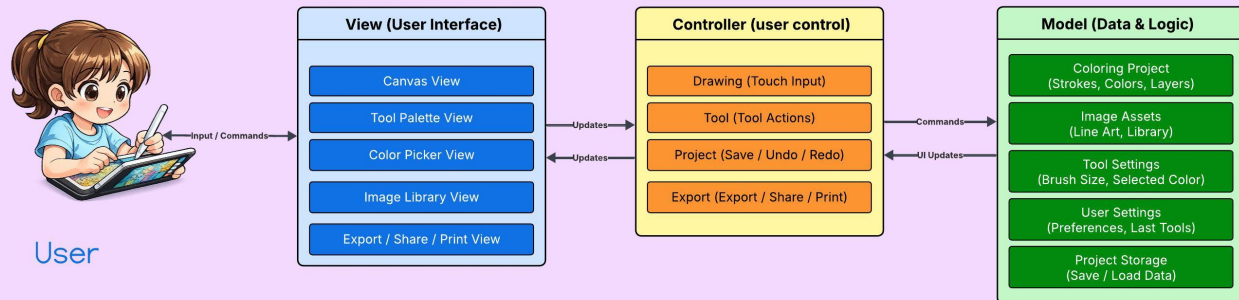 View (User Interface)
Canvas View
Tool Palette View
Color Picker View
Image Library View
Export / Share / Print View
Controller (user control)
Drawing (Touch Input)
Tool (Tool Actions)
Project (Save / Undo / Redo)
Export (Export / Share / Print)
Model (Data & Logic)
Coloring Project
(Strokes, Colors, Layers)
Image Assets
(Line Art, Library)
Tool Settings
(Brush Size, Selected Color)
User Settings
(Preferences, Last Tools)
Project Storage
(Save / Load Data)
Input / Commands
Updates
Updates
Commands
UI Updates
User